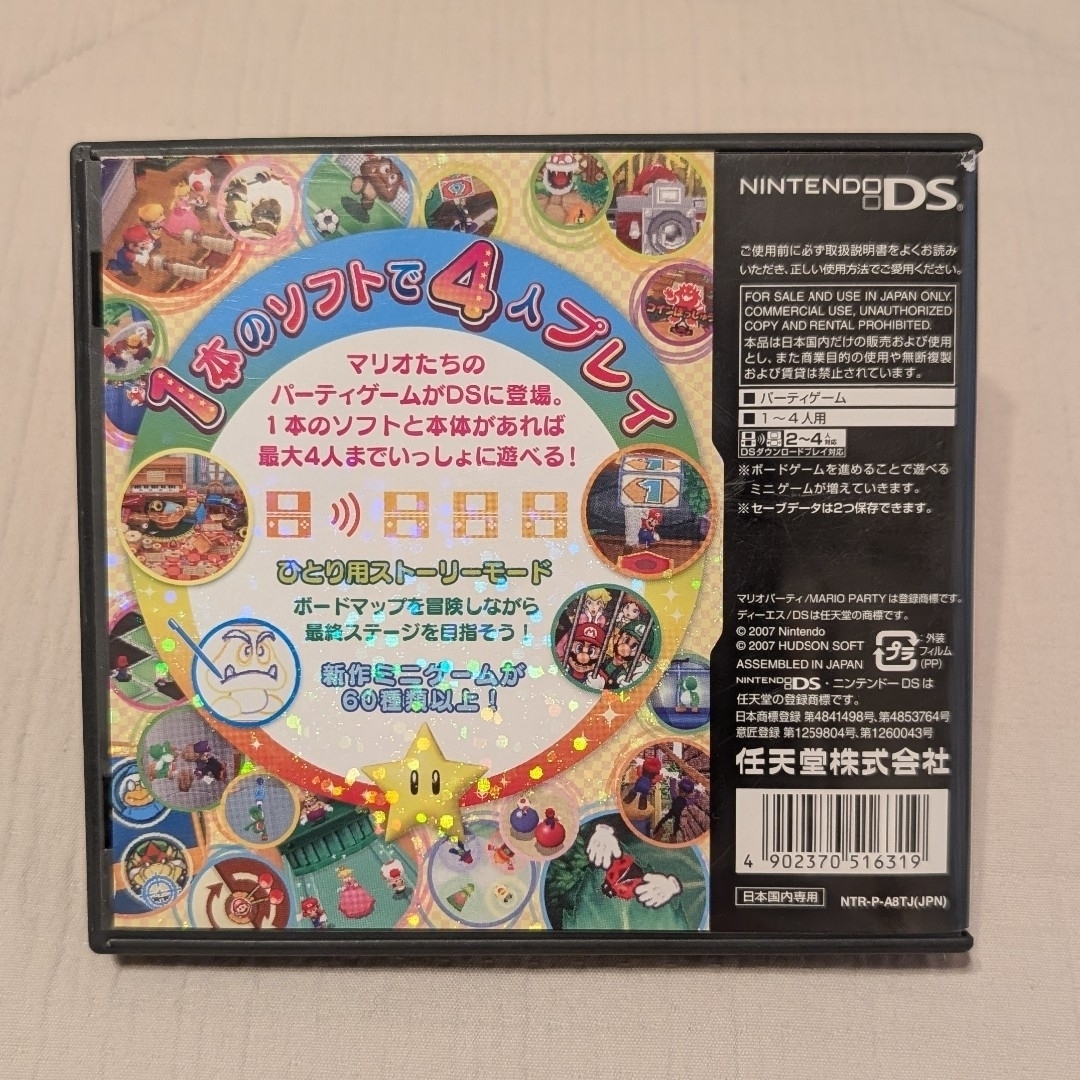 1本のソフトで4人プレイ
マリオたちの
パーティゲームがDSに登場。
1本のソフトと本体があれば
最大4人までいっしょに遊べる!
ひとり用ストーリーモード
ボードマップを冒険しながら
最終ステージを目指そう!
新作ミニゲームが
60種類以上!
NINTENDO DS®
ご使用前に必ず取扱説明書をよくお読み
いただき、正しい使用方法でご愛用ください。
FOR SALE AND USE IN JAPAN ONLY.
COMMERCIAL USE, UNAUTHORIZED
COPY AND RENTAL PROHIBITED.
本品は日本国内だけの販売および使用
とし、また商業目的の使用や無断複製
および賃貸は禁止されています。
■ パーティゲーム
■ 1~4人用
2~4人対応
DSダウンロードプレイ対応
※ボードゲームを進めることで遊べる
ミニゲームが増えていきます。
※セーブデータは2つ保存できます。
マリオパーティ/MARIO PARTYは登録商標です。
ディーエス/DSは任天堂の商標です。
© 2007 Nintendo
© 2007 HUDSON SOFT
ASSEMBLED IN JAPAN
プラ
:外装
フィルム
(PP)
NINTENDO DS・ニンテンドーDSは
任天堂の登録商標です。
日本商標登録 第4841498号、第4853764号
意匠登録 第1259804号、第1260043号
任天堂株式会社
4 902370 516319
日本国内専用
NTR-P-A8TJ(JPN)